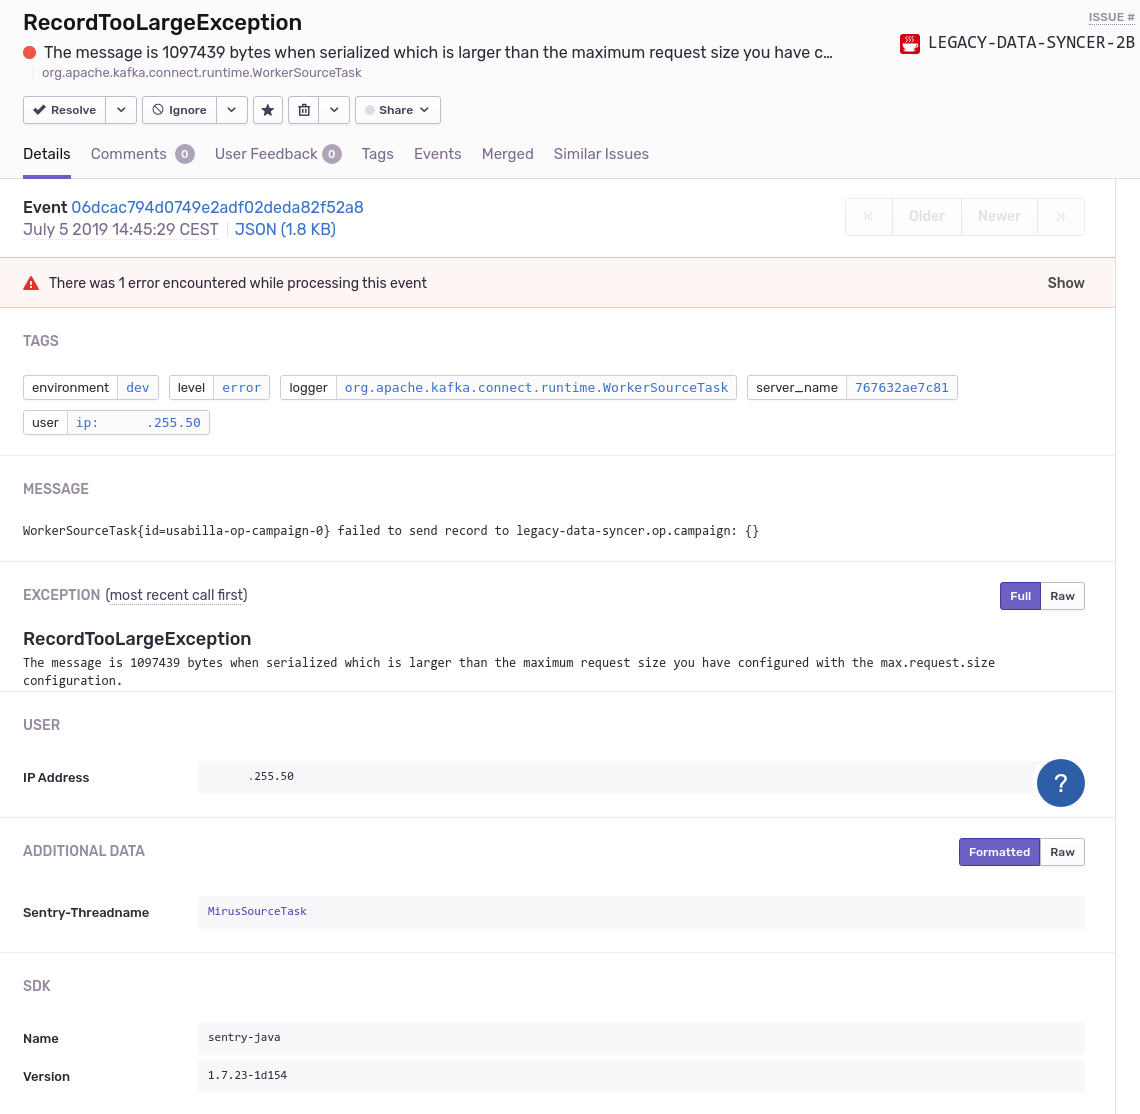 RecordTooLargeException
ISSUE #
The message is 1097439 bytes when serialized which is larger than the maximum request size you have c…
LEGACY-DATA-SYNCER-2B
org.apache.kafka.connect.runtime.WorkerSourceTask
Resolve Ignore Share
Details Comments 0 User Feedback 0 Tags Events Merged Similar Issues
Event 06dcac794d0749e2adf02deda82f52a8
July 5 2019 14:45:29 CEST JSON (1.8 KB)
Older Newer
There was 1 error encountered while processing this event Show
TAGS
environment dev level error logger org.apache.kafka.connect.runtime.WorkerSourceTask server_name 767632ae7c81
user ip: .255.50
MESSAGE
WorkerSourceTask{id=usabilla-op-campaign-0} failed to send record to legacy-data-syncer.op.campaign: {}
EXCEPTION (most recent call first) Full Raw
RecordTooLargeException
The message is 1097439 bytes when serialized which is larger than the maximum request size you have configured with the max.request.size
configuration.
USER
IP Address .255.50
?
ADDITIONAL DATA Formatted Raw
Sentry-Threadname MirusSourceTask
SDK
Name sentry-java
Version 1.7.23-1d154